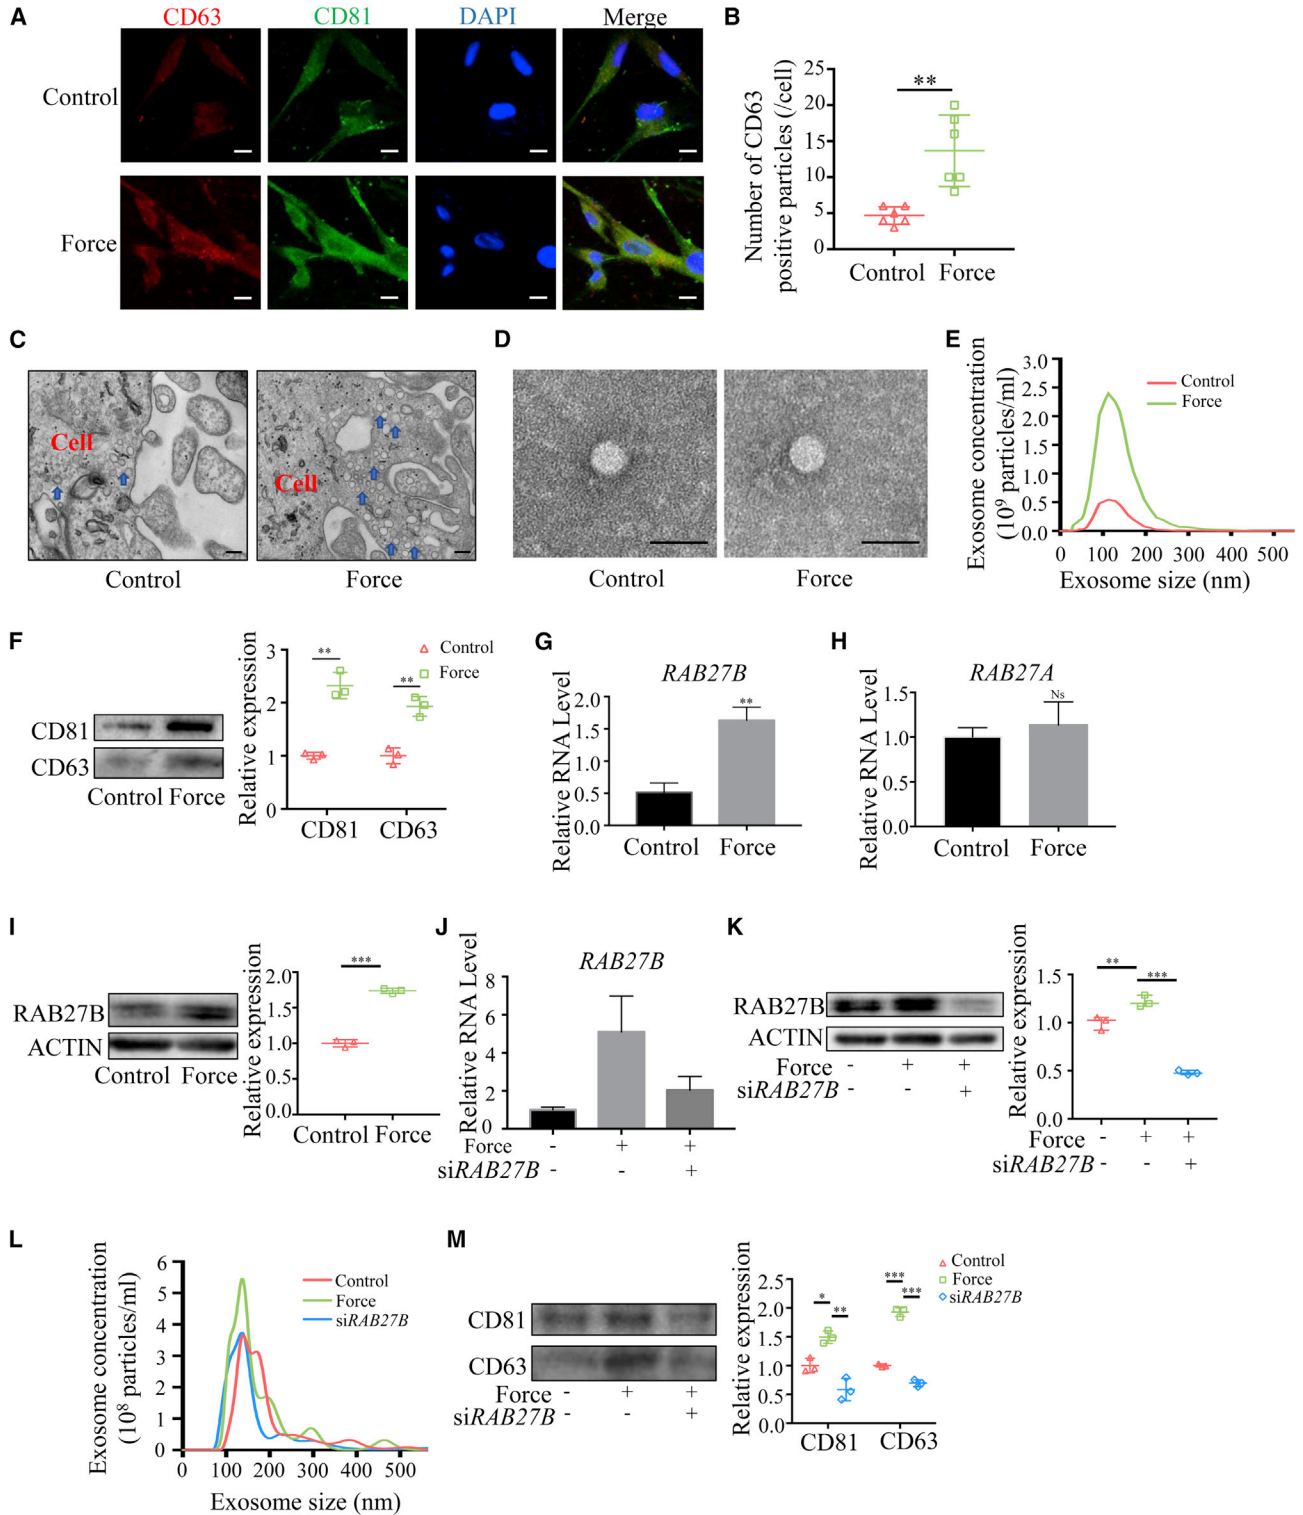 A
CD63
CD81
DAPI
Merge
Control
Force
B
Number of CD63
positive particles (/cell)
25
20
15
10
5
0
**
Control
Force
C
Cell
Cell
Control
Force
D
Control
Force
E
Exosome concentration
(10⁹ particles/ml)
3.0
2.5
2.0
1.5
1.0
0.5
0.0
Control
Force
0 100 200 300 400 500
Exosome size (nm)
F
CD81
CD63
Control Force
Relative expression
3
2
1
0
**
**
Control
Force
CD81
CD63
G
RAB27B
Relative RNA Level
2.0
1.5
1.0
0.5
0.0
**
Control Force
H
RAB27A
Relative RNA Level
1.5
1.0
0.5
0.0
Ns
Control Force
I
RAB27B
ACTIN
Control Force
Relative expression
2.0
1.5
1.0
0.5
0.0
***
Control Force
J
RAB27B
Relative RNA Level
8
6
4
2
0
Force - + +
siRAB27B - - +
K
RAB27B
ACTIN
Force - + +
siRAB27B - - +
Relative expression
1.5
1.0
0.5
0.0
**
***
Force - + +
siRAB27B - - +
L
Exosome concentration
(10⁸ particles/ml)
6
5
4
3
2
1
0
Control
Force
siRAB27B
0 100 200 300 400 500
Exosome size (nm)
M
CD81
CD63
Force - + +
siRAB27B - - +
Relative expression
2.5
2.0
1.5
1.0
0.5
0.0
*
**
***
***
Control
Force
siRAB27B
CD81 CD63